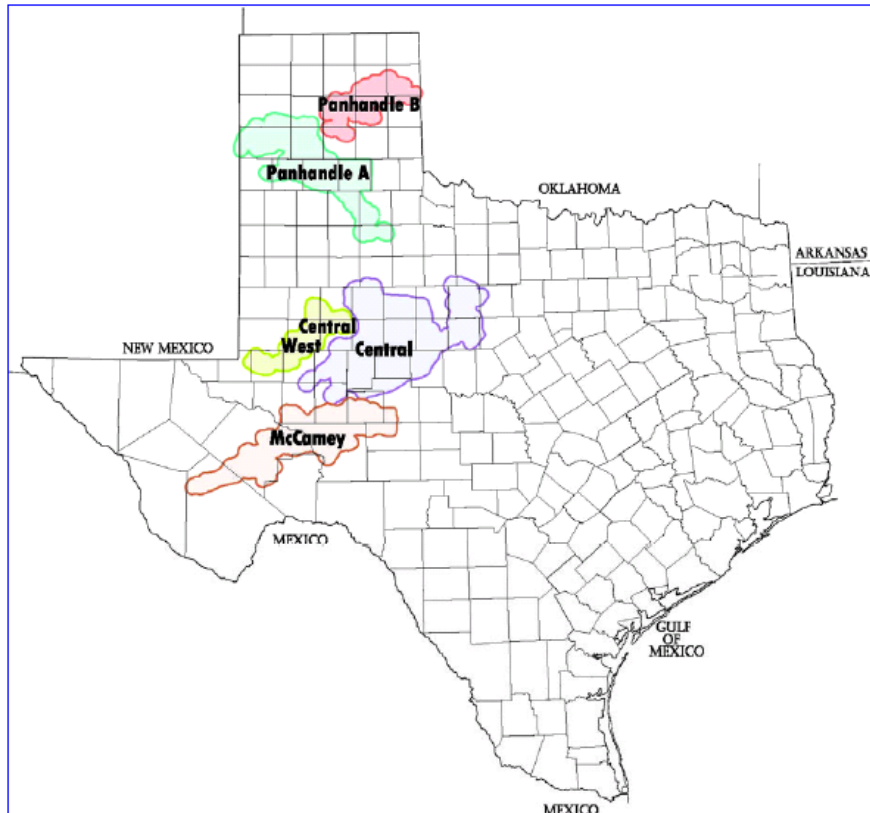 Panhandle B
Panhandle A
OKLAHOMA
ARKANSAS
LOUISIANA
Central
West
NEW MEXICO
Central
McCamey
MEXICO
GULF
OF
MEXICO
MEXICO